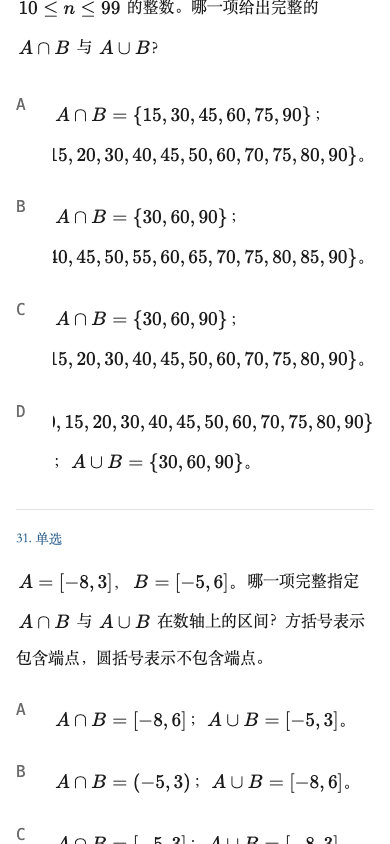 10 ≤ n ≤ 99 的整数。哪一项给出完整的
A ∩ B 与 A ∪ B?
A
A ∩ B = {15, 30, 45, 60, 75, 90};
15, 20, 30, 40, 45, 50, 60, 70, 75, 80, 90}。
B
A ∩ B = {30, 60, 90};
40, 45, 50, 55, 60, 65, 70, 75, 80, 85, 90}。
C
A ∩ B = {30, 60, 90};
15, 20, 30, 40, 45, 50, 60, 70, 75, 80, 90}。
D
, 15, 20, 30, 40, 45, 50, 60, 70, 75, 80, 90}
; A ∪ B = {30, 60, 90}。
31. 单选
A = [−8, 3], B = [−5, 6]。哪一项完整指定
A ∩ B 与 A ∪ B 在数轴上的区间? 方括号表示
包含端点，圆括号表示不包含端点。
A
A ∩ B = [−8, 6]; A ∪ B = [−5, 3]。
B
A ∩ B = (−5, 3); A ∪ B = [−8, 6]。
C
A ∩ B = [−5, 3]; A ∪ B = [−8, 3]